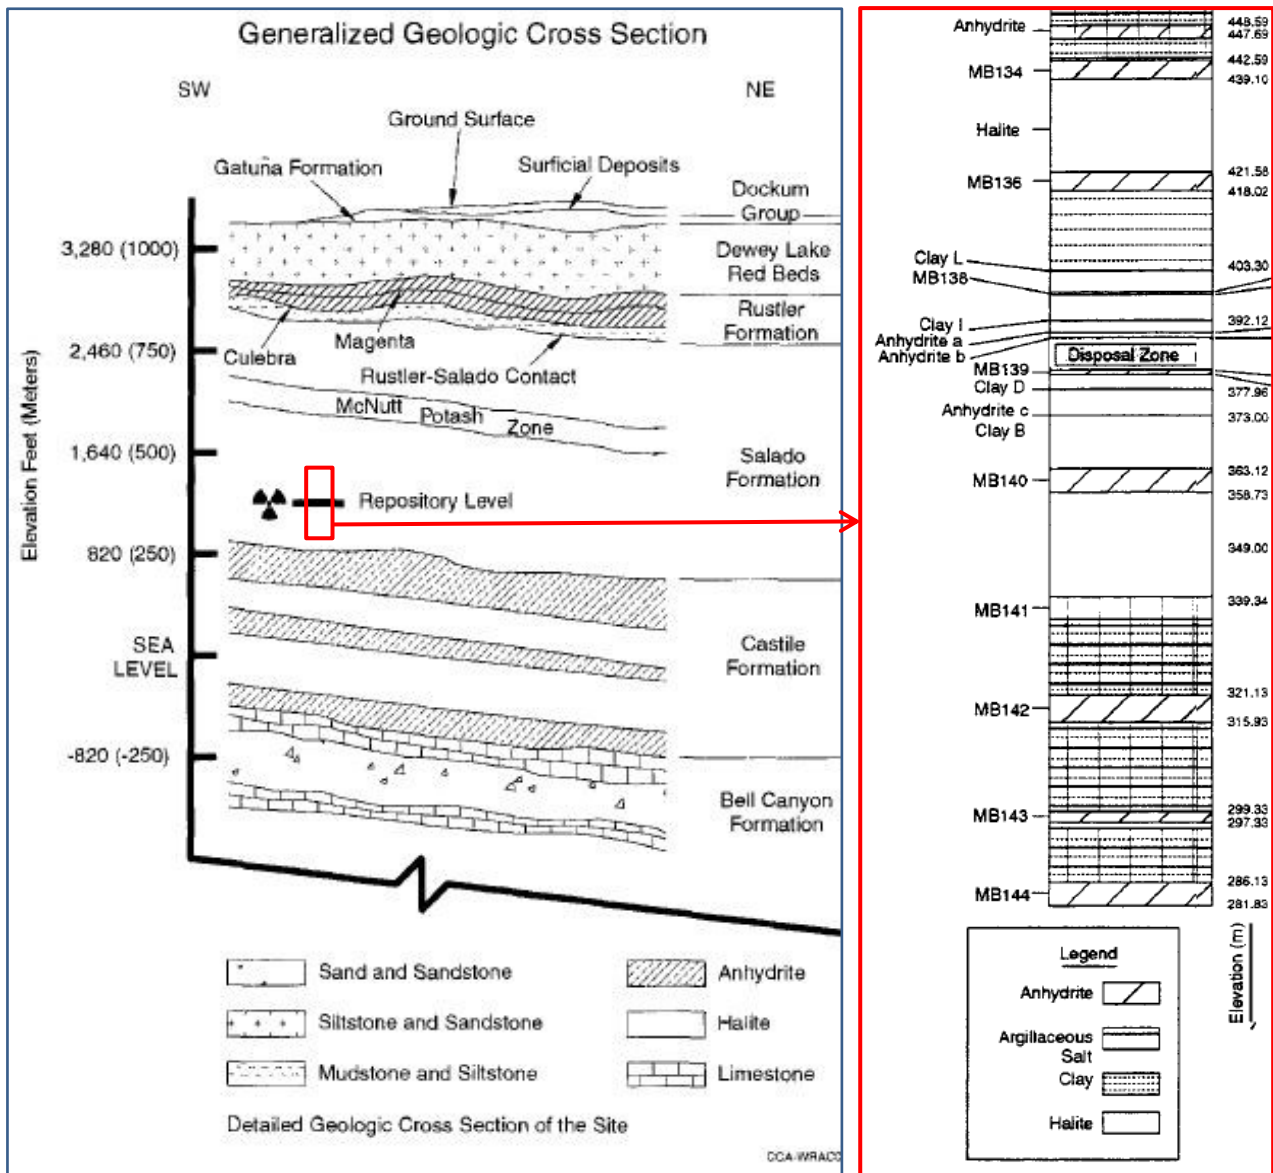 Generalized Geologic Cross Section
SW
NE
Ground Surface
Gatuña Formation
Surficial Deposits
Dockum
Group
3,280 (1000)
Dewey Lake
Red Beds
Rustler
Formation
Culebra
Magenta
2,460 (750)
Rustler-Salado Contact
McNutt Potash Zone
1,640 (500)
Salado
Formation
Repository Level
820 (250)
Castile
Formation
SEA
LEVEL
-820 (-250)
Bell Canyon
Formation
Elevation Feet (Meters)
Sand and Sandstone
Anhydrite
Siltstone and Sandstone
Halite
Mudstone and Siltstone
Limestone
Detailed Geologic Cross Section of the Site
CCA-WRAC
Anhydrite
448.59
447.69
442.59
MB134
439.10
Halite
421.58
MB136
418.02
Clay L
403.30
MB138
Clay I
392.12
Anhydrite a
Anhydrite b
Disposal Zone
MB139
Clay D
377.96
Anhydrite c
373.00
Clay B
363.12
MB140
358.73
349.00
339.34
MB141
321.13
MB142
315.93
299.33
MB143
297.33
286.13
MB144
281.83
Legend
Anhydrite
Argillaceous
Salt
Clay
Halite
Elevation (m)